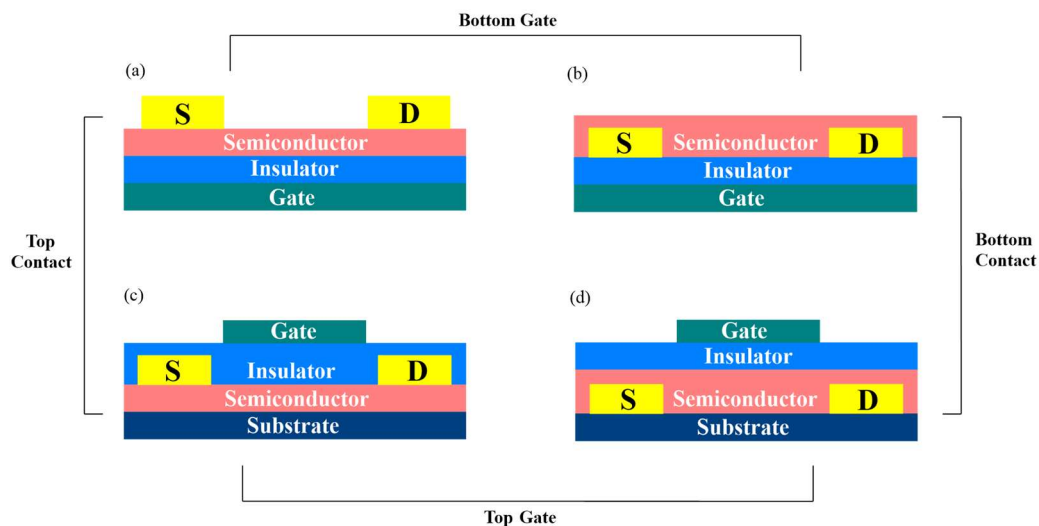 Bottom Gate
(a)
S D
Semiconductor
Insulator
Gate
(b)
S Semiconductor D
Insulator
Gate
Top
Contact
Bottom
Contact
(c)
Gate
S Insulator D
Semiconductor
Substrate
(d)
Gate
Insulator
S Semiconductor D
Substrate
Top Gate